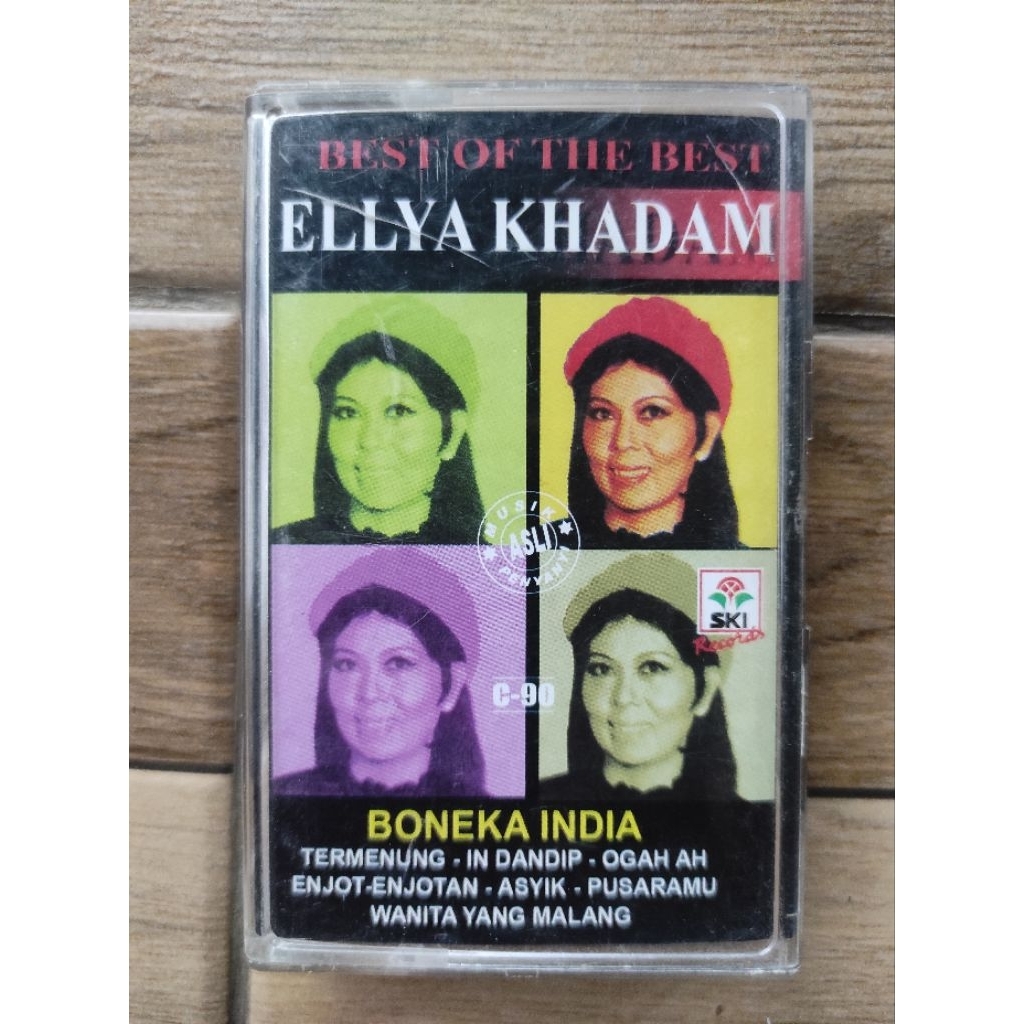 BEST OF THE BEST
ELLYA KHADAM
MUSIK
ASLI
PENYANYI
SKI
Records
C-90
BONEKA INDIA
TERMENUNG - IN DANDIP - OGAH AH
ENJOT-ENJOTAN - ASYIK - PUSARAMU
WANITA YANG MALANG